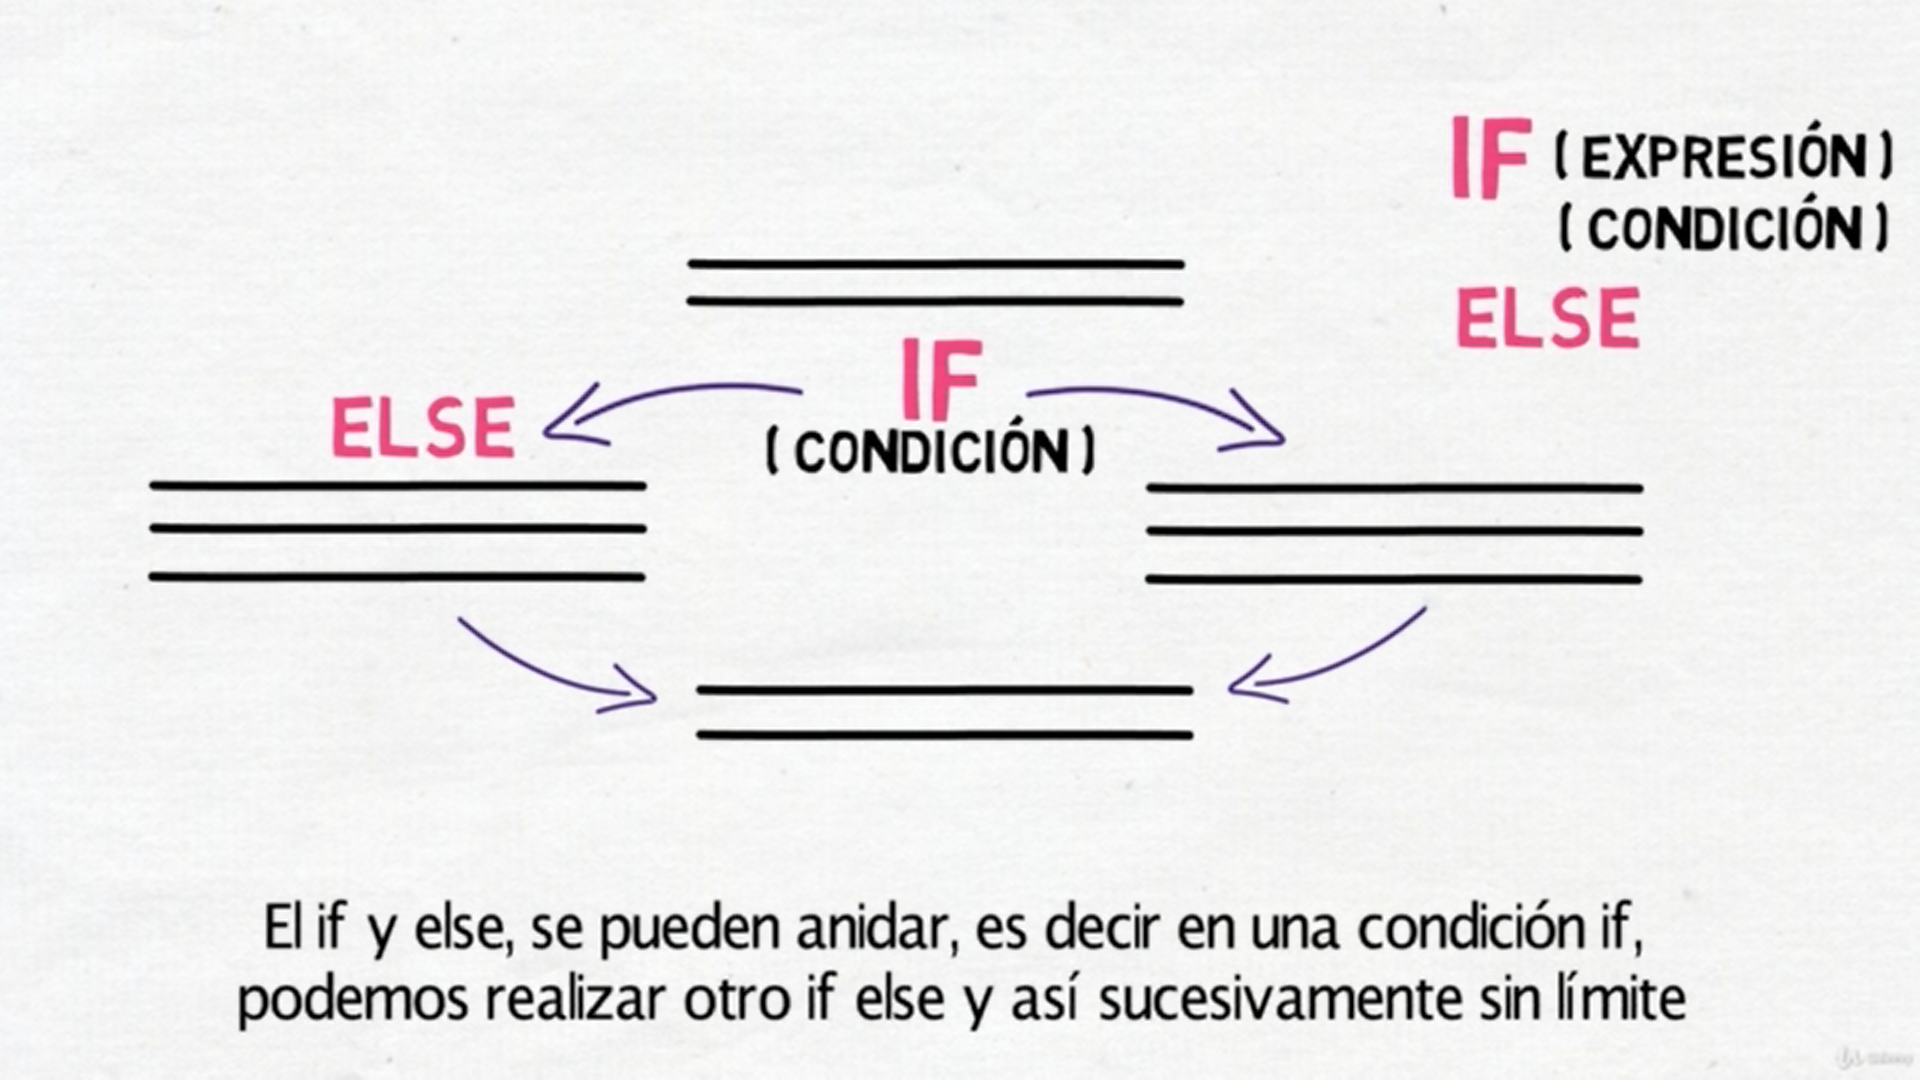 IF (EXPRESIÓN)
(CONDICIÓN)
ELSE
IF
ELSE
(CONDICIÓN)
El if y else, se pueden anidar, es decir en una condición if,
podemos realizar otro if else y así sucesivamente sin límite